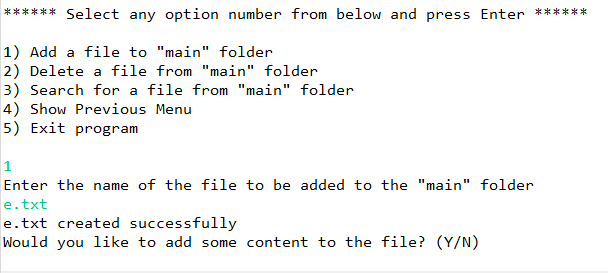 ****** Select any option number from below and press Enter ******
1) Add a file to "main" folder
2) Delete a file from "main" folder
3) Search for a file from "main" folder
4) Show Previous Menu
5) Exit program
1
Enter the name of the file to be added to the "main" folder
e.txt
e.txt created successfully
Would you like to add some content to the file? (Y/N)